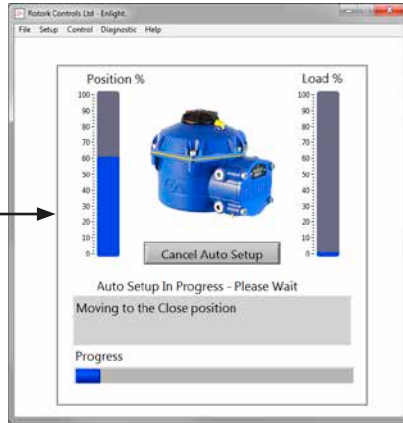 Rotork Controls Ltd - Enlight.
File Setup Control Diagnostic Help
Position %
Load %
100
90
80
70
60
50
40
30
20
10
0
100
90
80
70
60
50
40
30
20
10
0
Cancel Auto Setup
Auto Setup In Progress - Please Wait
Moving to the Close position
Progress